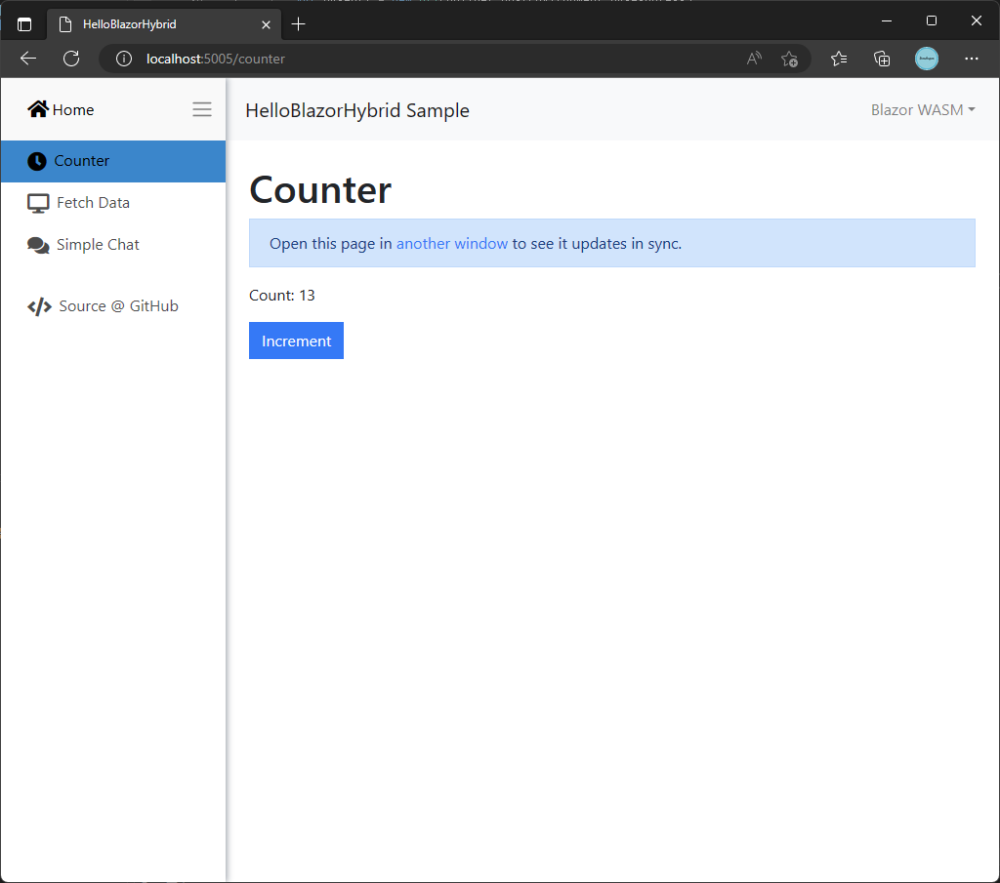 HelloBlazorHybrid
localhost:5005/counter
Home
HelloBlazorHybrid Sample
Blazor WASM
Counter
Fetch Data
Simple Chat
Source @ GitHub
Counter
Open this page in another window to see it updates in sync.
Count: 13
Increment